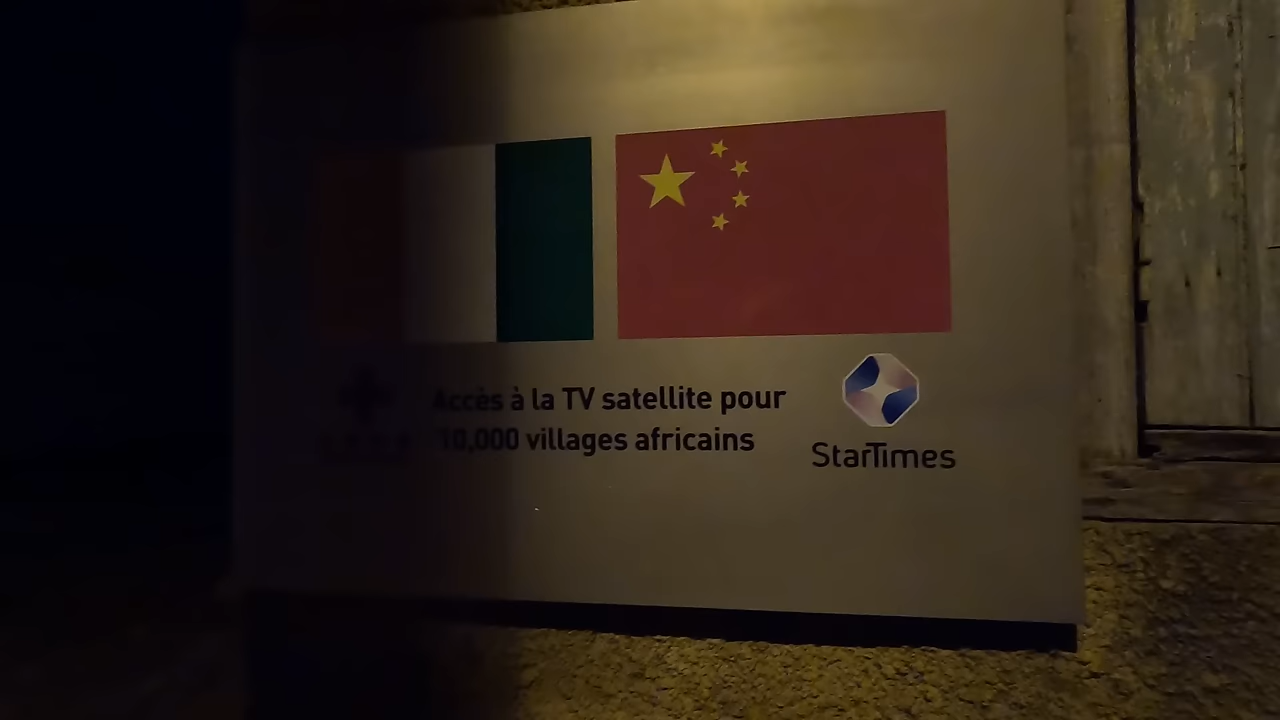 Accès à la TV satellite pour
10,000 villages africains
StarTimes